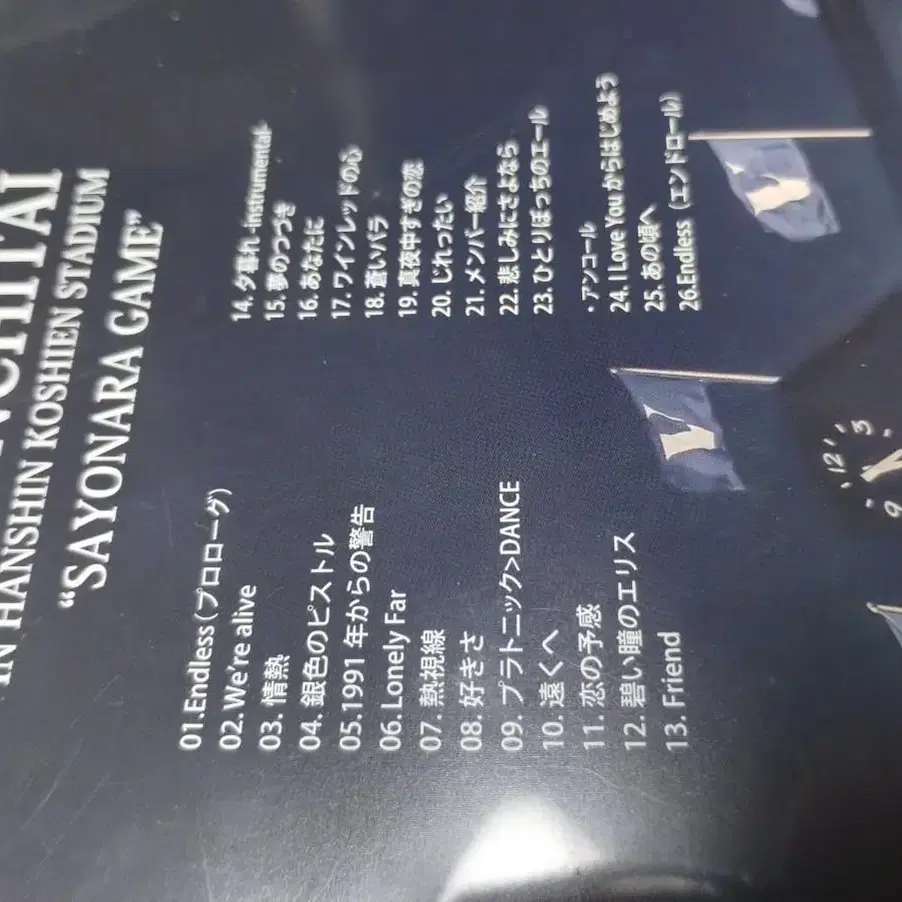 IN HANSHIN KOSHIEN STADIUM
“SAYONARA GAME”
01.Endless(プロローグ)
02.We're alive
03. 情熱
04. 銀色のピストル
05.1991 年からの警告
06.Lonely Far
07. 熱視線
08. 好きさ
09. プラトニック>DANCE
10. 遠くへ
11. 恋の予感
12. 碧い瞳のエリス
13. Friend
14. 夕暮れ -instrumental-
15. 夢のつづき
16. あなたに
17. ワインレッドの心
18. 蒼いバラ
19. 真夜中すぎの恋
20. じれったい
21. メンバー紹介
22. 悲しみにさよなら
23. ひとりぼっちのエール
・アンコール
24. I Love You からはじめよう
25. あの頃へ
26.Endless（エンドロール）
12
3
9